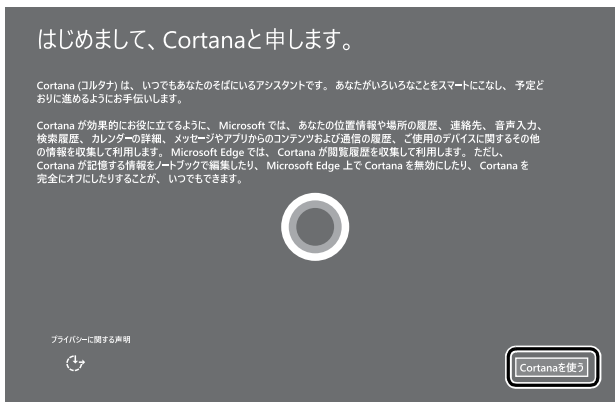 はじめまして、Cortanaと申します。
Cortana (コルタナ) は、いつでもあなたのそばにいるアシスタントです。あなたがいろいろなことをスマートにこなし、予定ど
おりに進めるようにお手伝いします。
Cortana が効果的にお役に立てるように、Microsoft では、あなたの位置情報や場所の履歴、連絡先、音声入力、
検索履歴、カレンダーの詳細、メッセージやアプリからのコンテンツおよび通信の履歴、ご使用のデバイスに関するその他
の情報を収集して利用します。Microsoft Edge では、Cortana が閲覧履歴を収集して利用します。ただし、
Cortana が記憶する情報をノートブックで編集したり、Microsoft Edge 上で Cortana を無効にしたり、Cortana を
完全にオフにしたりすることが、いつでもできます。
プライバシーに関する声明
Cortanaを使う